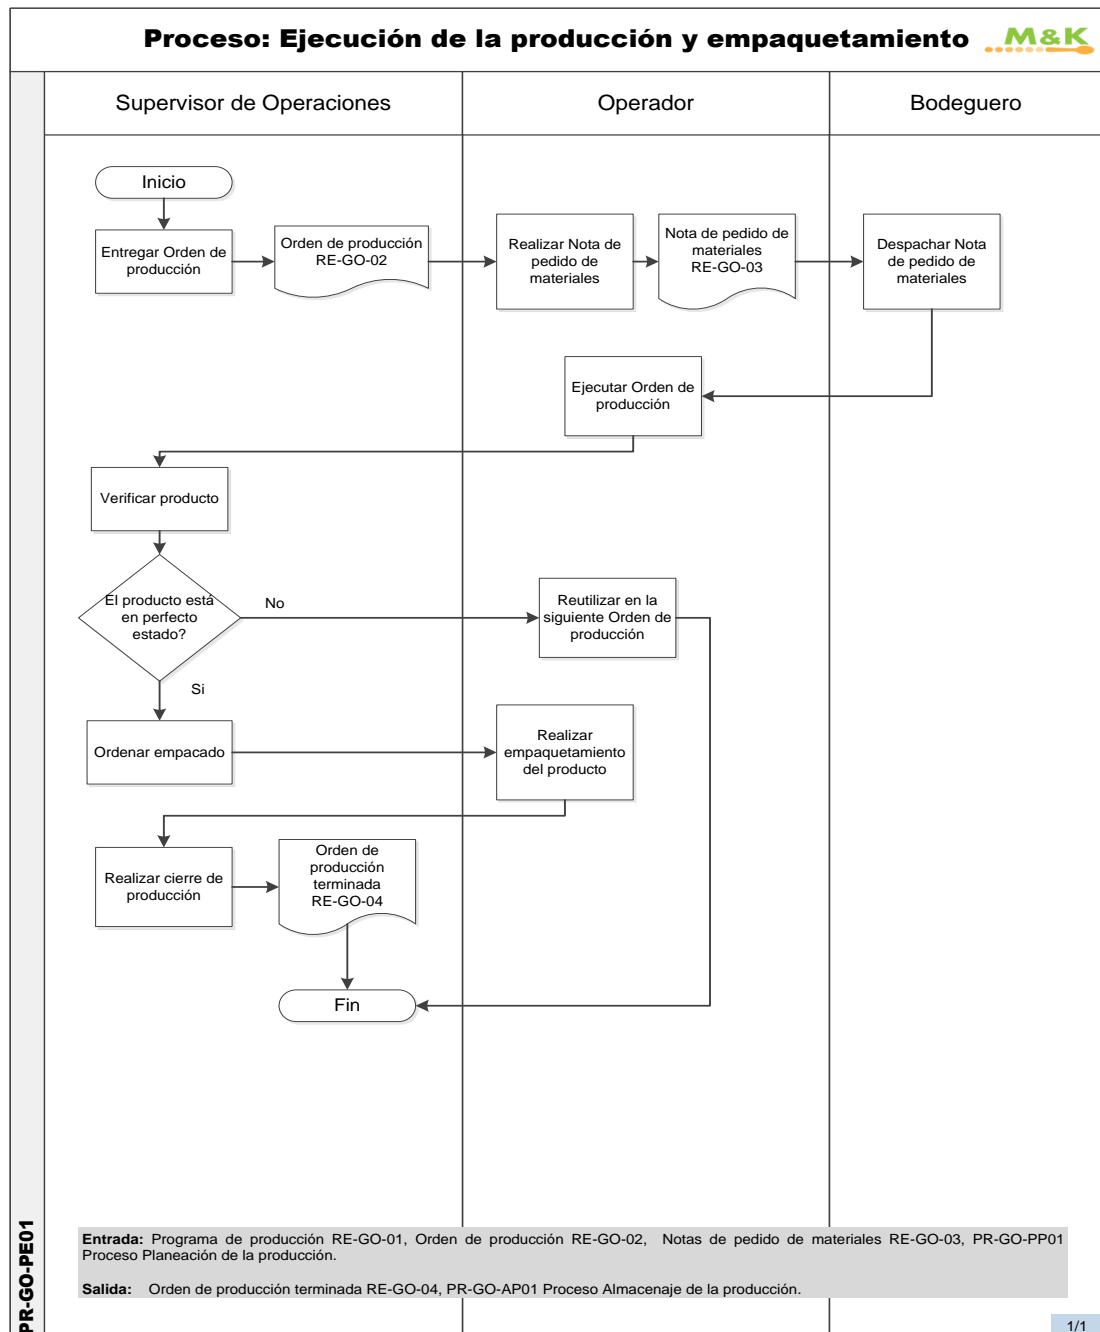 Proceso: Ejecución de la producción y empaquetamiento
M&K
Supervisor de Operaciones
Operador
Bodeguero
Inicio
Entregar Orden de
producción
Orden de producción
RE-GO-02
Realizar Nota de
pedido de
materiales
Nota de pedido de
materiales
RE-GO-03
Despachar Nota
de pedido de
materiales
Ejecutar Orden de
producción
Verificar producto
El producto está
en perfecto
estado?
No
Reutilizar en la
siguiente Orden de
producción
Si
Ordenar empacado
Realizar
empaquetamiento
del producto
Realizar cierre de
producción
Orden de
producción
terminada
RE-GO-04
Fin
Entrada: Programa de producción RE-GO-01, Orden de producción RE-GO-02, Notas de pedido de materiales RE-GO-03, PR-GO-PP01
Proceso Planeación de la producción.
Salida: Orden de producción terminada RE-GO-04, PR-GO-AP01 Proceso Almacenaje de la producción.
PR-GO-PE01
1/1